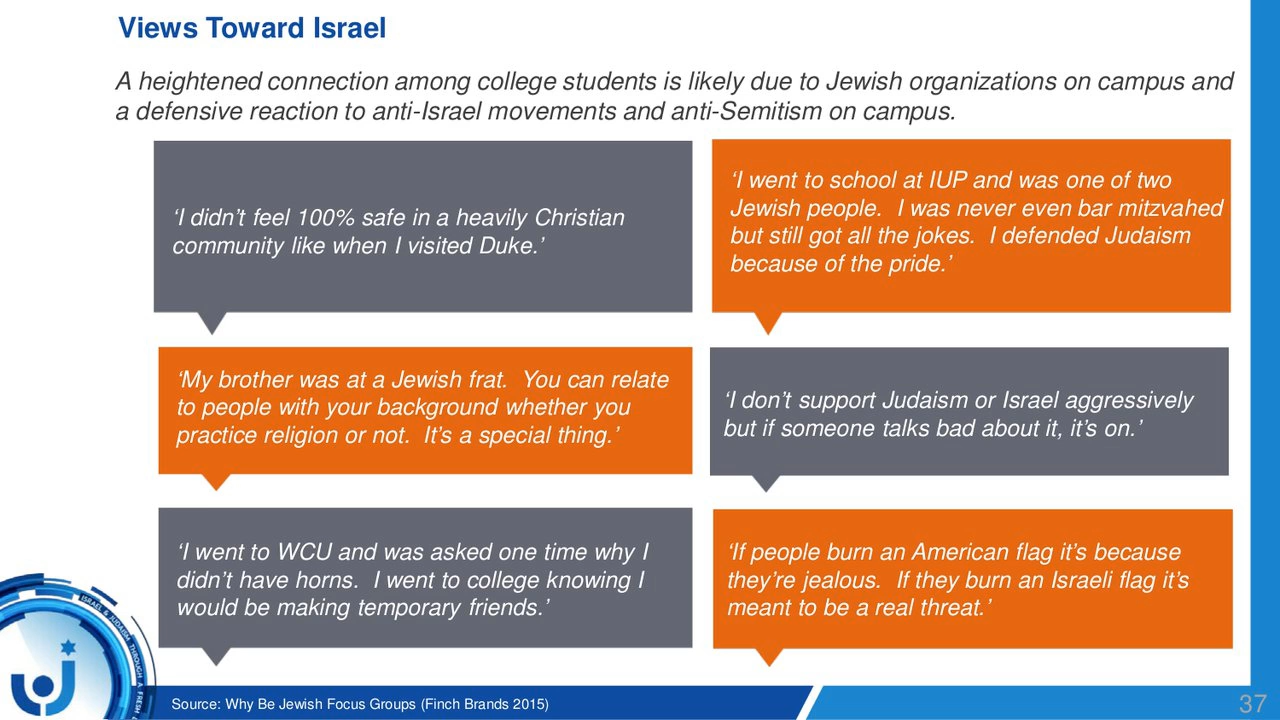 Views Toward Israel
A heightened connection among college students is likely due to Jewish organizations on campus and
a defensive reaction to anti-Israel movements and anti-Semitism on campus.
‘I didn’t feel 100% safe in a heavily Christian
community like when I visited Duke.’
‘I went to school at IUP and was one of two
Jewish people.  I was never even bar mitzvahed
but still got all the jokes.  I defended Judaism
because of the pride.’
‘My brother was at a Jewish frat.  You can relate
to people with your background whether you
practice religion or not.  It’s a special thing.’
‘I don’t support Judaism or Israel aggressively
but if someone talks bad about it, it’s on.’
‘I went to WCU and was asked one time why I
didn’t have horns.  I went to college knowing I
would be making temporary friends.’
‘If people burn an American flag it’s because
they’re jealous.  If they burn an Israeli flag it’s
meant to be a real threat.’
ISRAEL & JUDAISM THROUGH A FRESH
Source: Why Be Jewish Focus Groups (Finch Brands 2015)
37